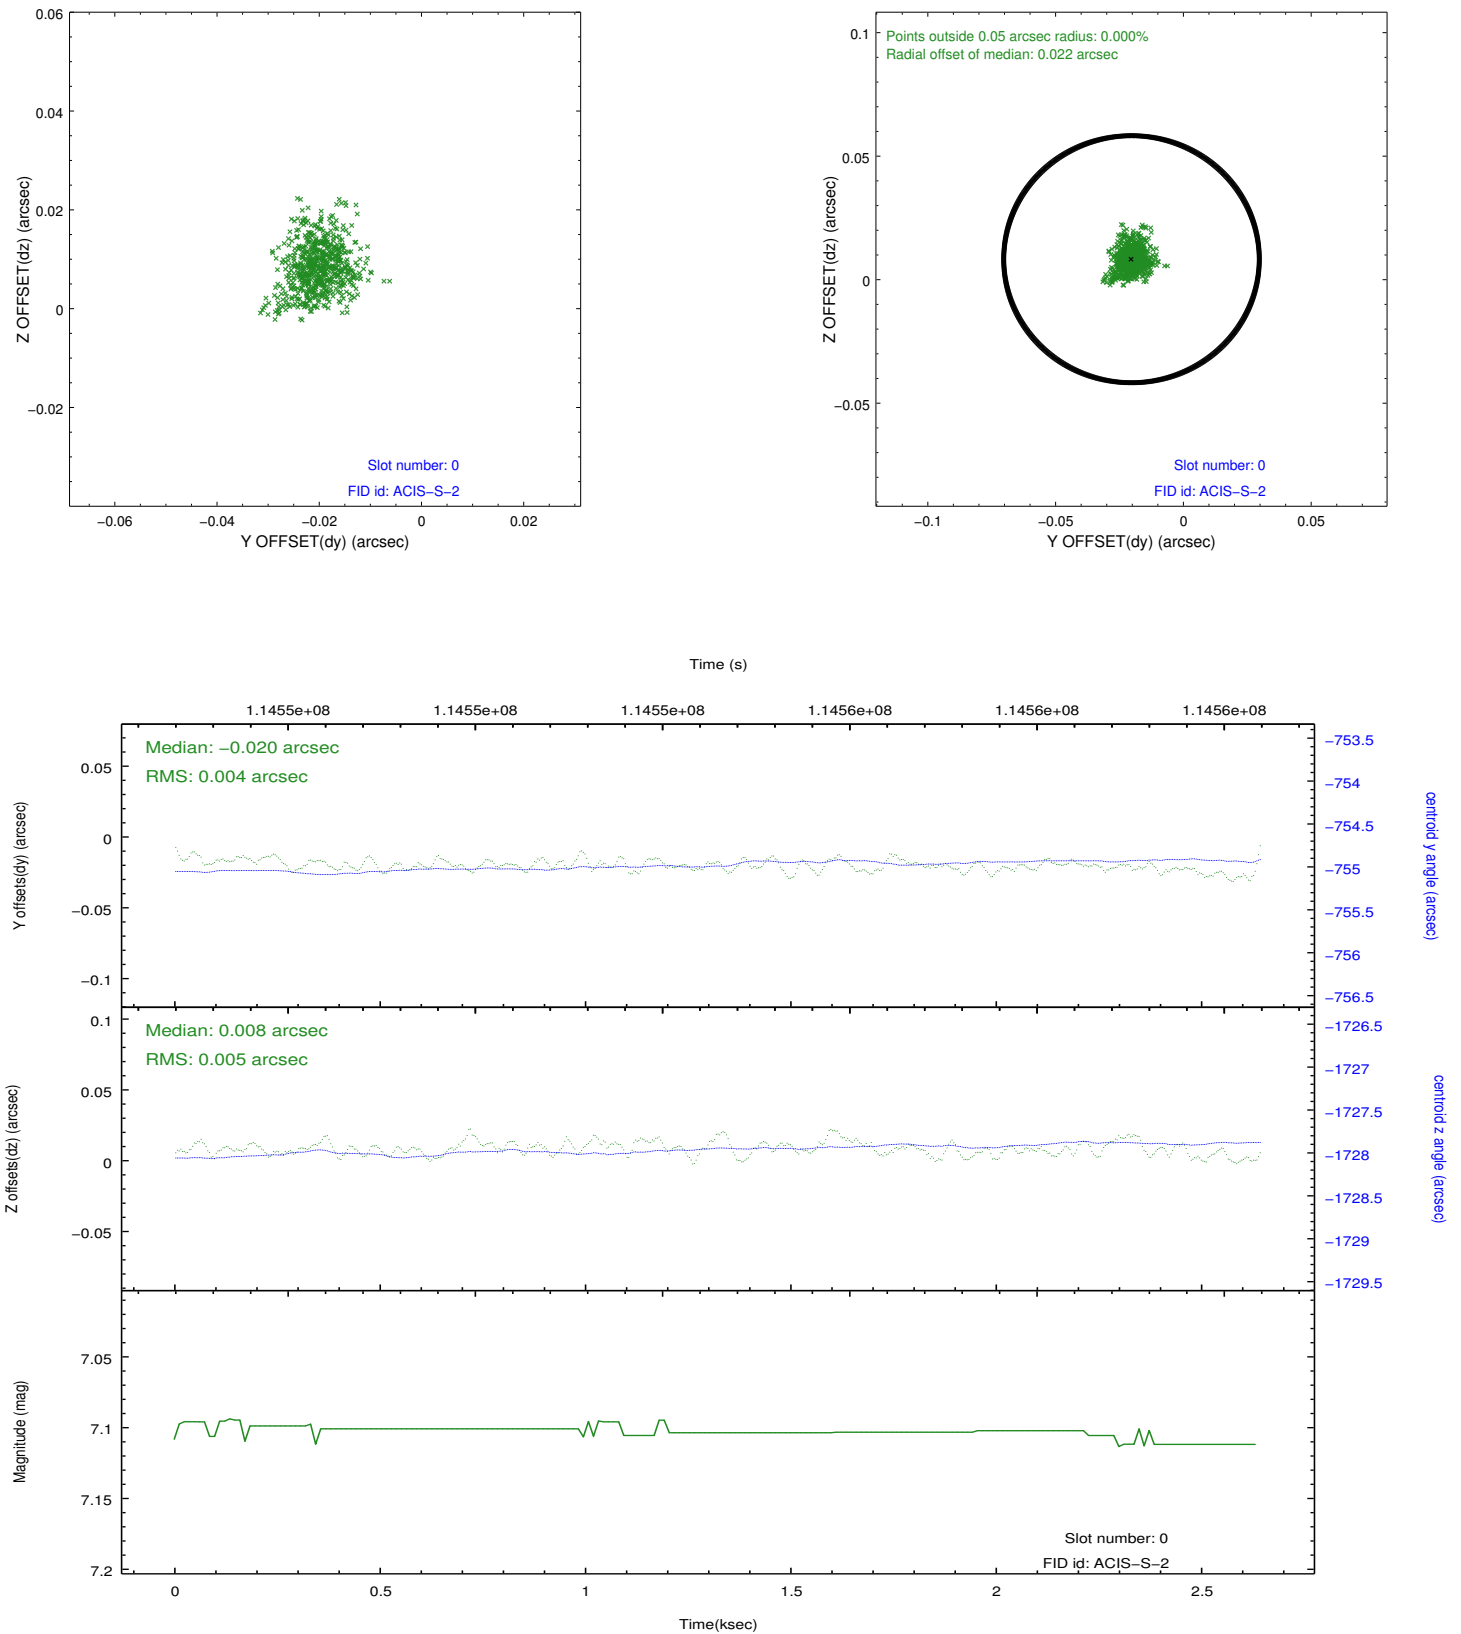 0.06
0.04
0.02
0
−0.02
Z OFFSET(dz) (arcsec)
Slot number: 0
FID id: ACIS−S−2
−0.06 −0.04 −0.02 0 0.02
Y OFFSET(dy) (arcsec)
Points outside 0.05 arcsec radius: 0.000%
Radial offset of median: 0.022 arcsec
0.1
0.05
0
−0.05
Z OFFSET(dz) (arcsec)
Slot number: 0
FID id: ACIS−S−2
−0.1 −0.05 0 0.05
Y OFFSET(dy) (arcsec)
Time (s)
1.1455e+08 1.1455e+08 1.1455e+08 1.1456e+08 1.1456e+08 1.1456e+08
Median: −0.020 arcsec
RMS: 0.004 arcsec
0.05
0
−0.05
−0.1
Y offsets(dy) (arcsec)
−753.5
−754
−754.5
−755
−755.5
−756
−756.5
centroid y angle (arcsec)
Median: 0.008 arcsec
RMS: 0.005 arcsec
0.1
0.05
0
−0.05
Z offsets(dz) (arcsec)
−1726.5
−1727
−1727.5
−1728
−1728.5
−1729
−1729.5
centroid z angle (arcsec)
7.05
7.1
7.15
7.2
Magnitude (mag)
Slot number: 0
FID id: ACIS−S−2
0 0.5 1 1.5 2 2.5
Time(ksec)